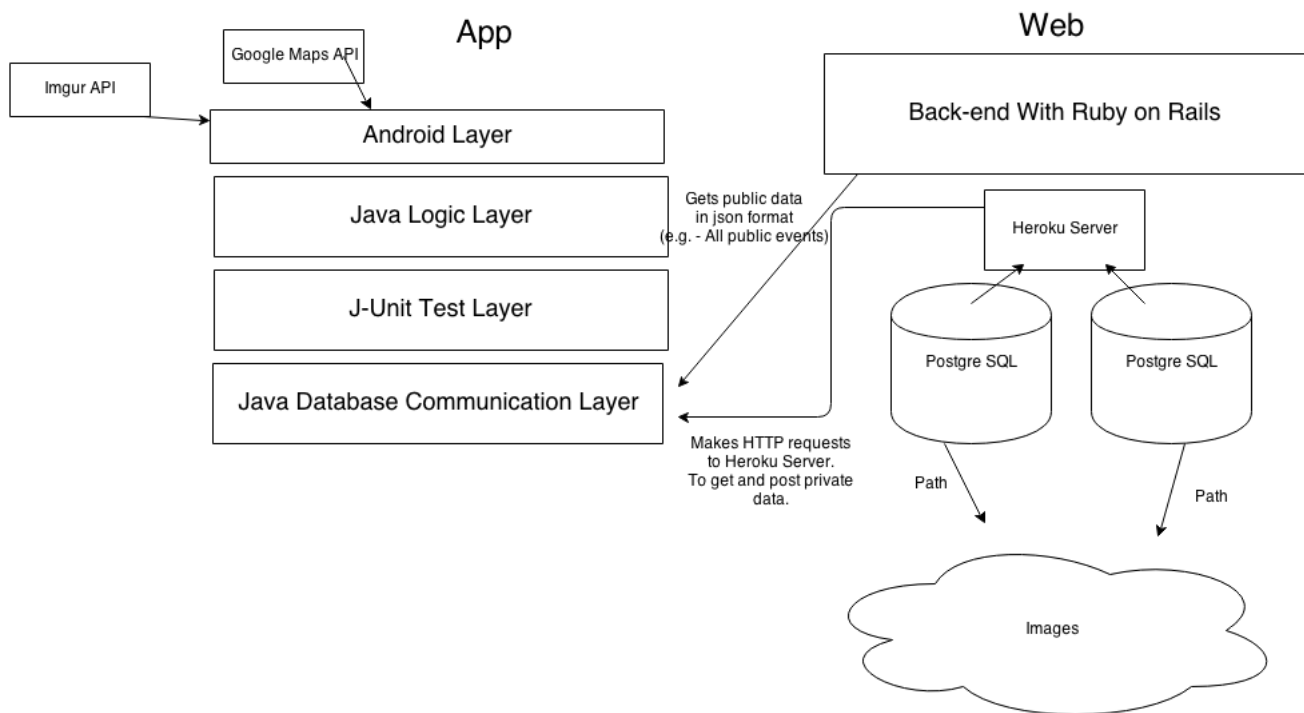 App
Web
Google Maps API
Imgur API
Android Layer
Back-end With Ruby on Rails
Java Logic Layer
Gets public data
in json format
(e.g. - All public events)
Heroku Server
J-Unit Test Layer
Postgre SQL
Postgre SQL
Java Database Communication Layer
Makes HTTP requests
to Heroku Server.
To get and post private
data.
Path
Path
Images